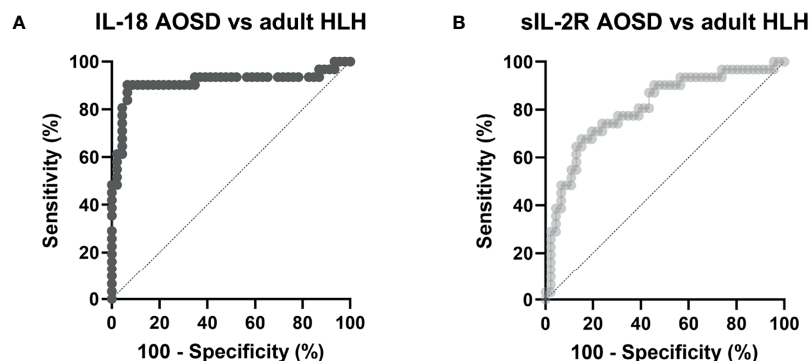 A
IL-18 AOSD vs adult HLH
100
80
60
40
20
0
Sensitivity (%)
0 20 40 60 80 100
100 - Specificity (%)
B
sIL-2R AOSD vs adult HLH
100
80
60
40
20
0
Sensitivity (%)
0 20 40 60 80 100
100 - Specificity (%)